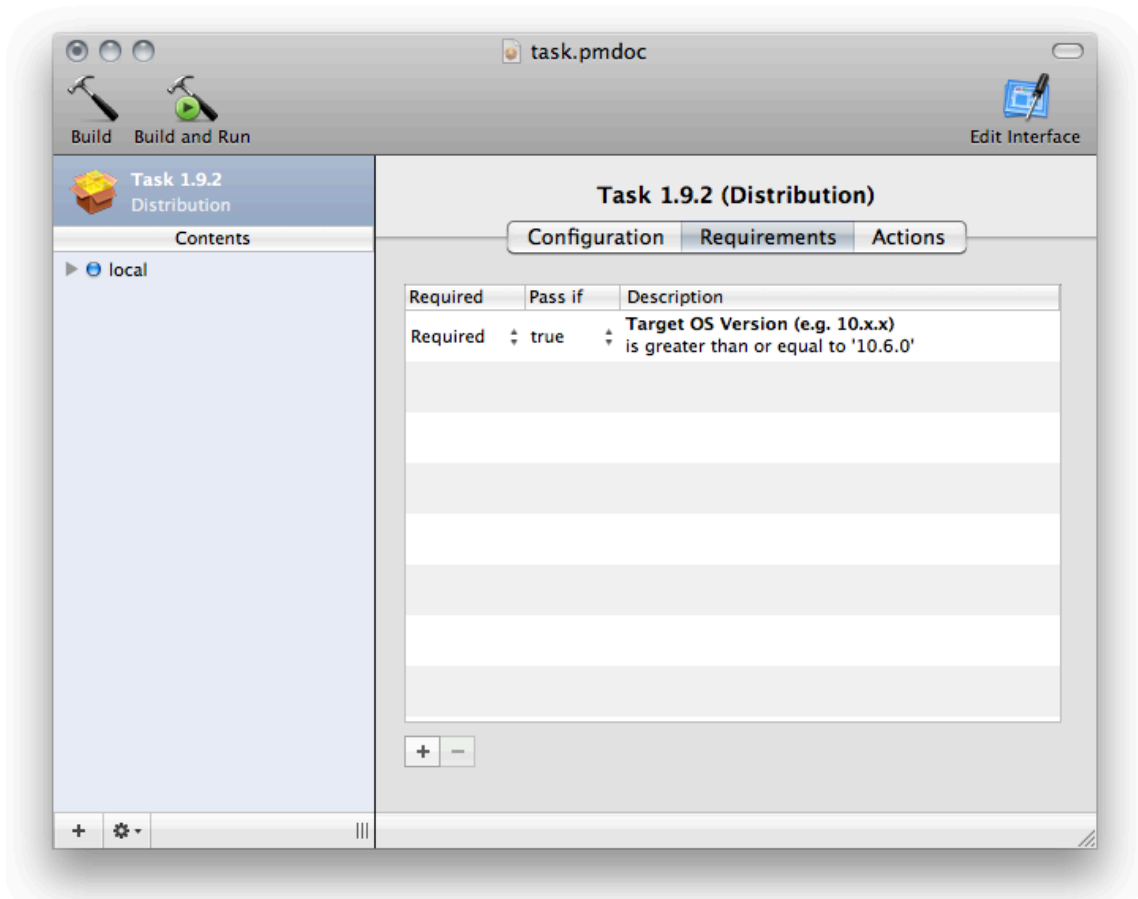 task.pmdoc
Build
Build and Run
Edit Interface
Task 1.9.2
Distribution
Contents
local
Task 1.9.2 (Distribution)
Configuration
Requirements
Actions
Required
Pass if
Description
Required
true
Target OS Version (e.g. 10.x.x)
is greater than or equal to '10.6.0'